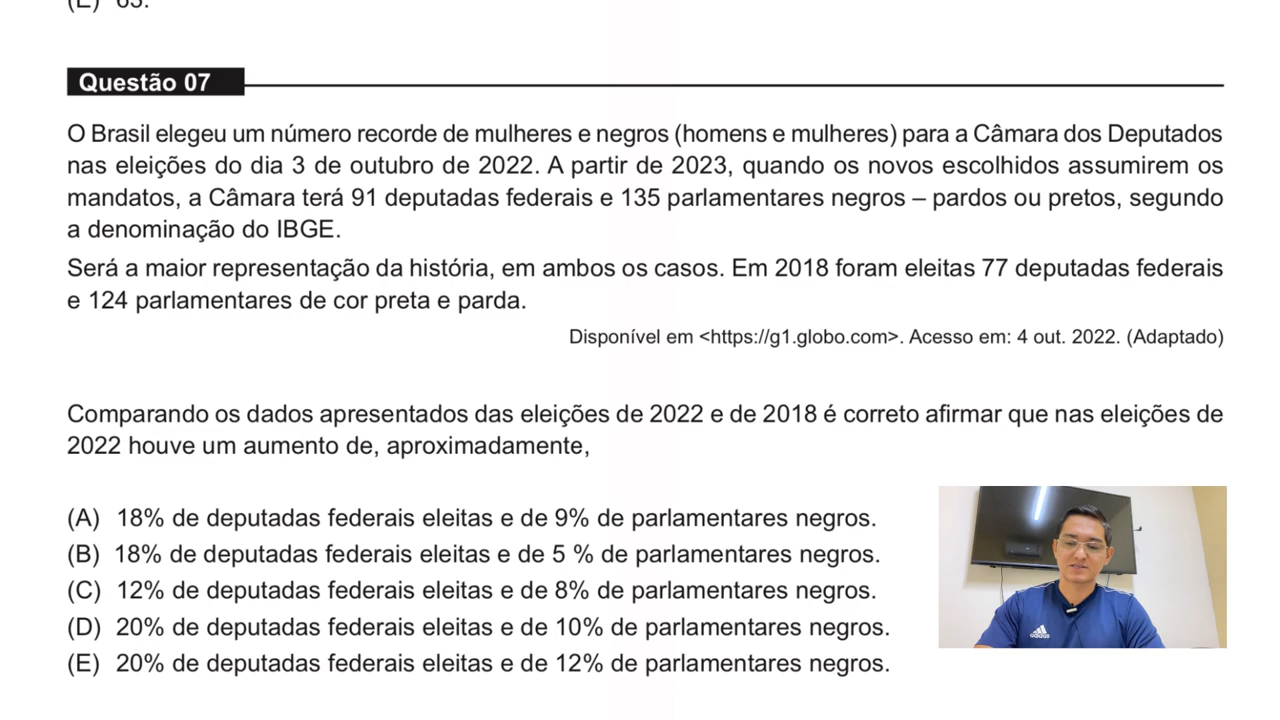 (E) 63.
Questão 07
O Brasil elegeu um número recorde de mulheres e negros (homens e mulheres) para a Câmara dos Deputados
nas eleições do dia 3 de outubro de 2022. A partir de 2023, quando os novos escolhidos assumirem os
mandatos, a Câmara terá 91 deputadas federais e 135 parlamentares negros – pardos ou pretos, segundo
a denominação do IBGE.
Será a maior representação da história, em ambos os casos. Em 2018 foram eleitas 77 deputadas federais
e 124 parlamentares de cor preta e parda.
Disponível em <https://g1.globo.com>. Acesso em: 4 out. 2022. (Adaptado)
Comparando os dados apresentados das eleições de 2022 e de 2018 é correto afirmar que nas eleições de
2022 houve um aumento de, aproximadamente,
(A) 18% de deputadas federais eleitas e de 9% de parlamentares negros.
(B) 18% de deputadas federais eleitas e de 5 % de parlamentares negros.
(C) 12% de deputadas federais eleitas e de 8% de parlamentares negros.
(D) 20% de deputadas federais eleitas e de 10% de parlamentares negros.
(E) 20% de deputadas federais eleitas e de 12% de parlamentares negros.
adidas